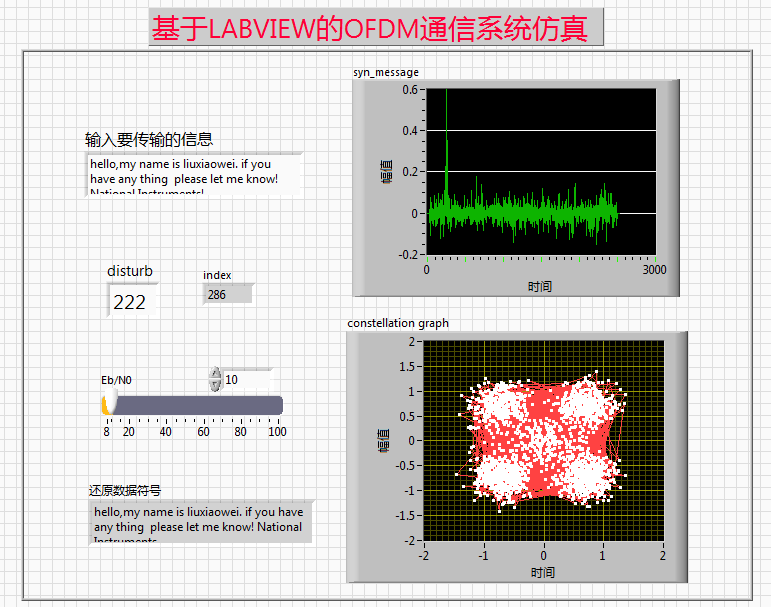 基于LABVIEW的OFDM通信系统仿真
syn_message
0.6
0.4
0.2
0
-0.2
幅值
0
3000
时间
输入要传输的信息
hello,my name is liuxiaowei. if you
have any thing  please let me know!
National Instruments!
disturb
222
index
286
constellation graph
2
1.5
1
0.5
0
-0.5
-1
-1.5
-2
幅值
-2
-1
0
1
2
时间
Eb/N0
10
8 20 40 60 80 100
还原数据符号
hello,my name is liuxiaowei. if you have
any thing  please let me know! National
Instruments